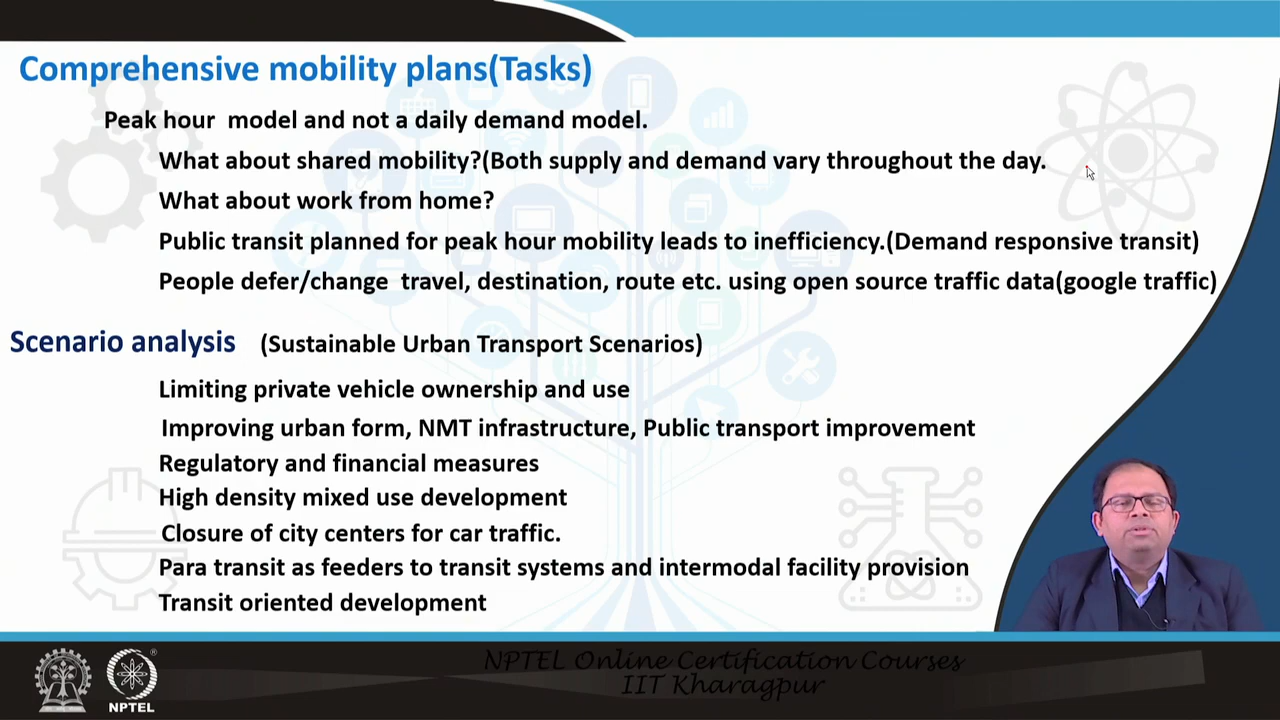 Comprehensive mobility plans(Tasks)
Peak hour model and not a daily demand model.
What about shared mobility?(Both supply and demand vary throughout the day.
What about work from home?
Public transit planned for peak hour mobility leads to inefficiency.(Demand responsive transit)
People defer/change travel, destination, route etc. using open source traffic data(google traffic)
Scenario analysis (Sustainable Urban Transport Scenarios)
Limiting private vehicle ownership and use
Improving urban form, NMT infrastructure, Public transport improvement
Regulatory and financial measures
High density mixed use development
Closure of city centers for car traffic.
Para transit as feeders to transit systems and intermodal facility provision
Transit oriented development
NPTEL Online Certification Courses
IIT Kharagpur
NPTEL